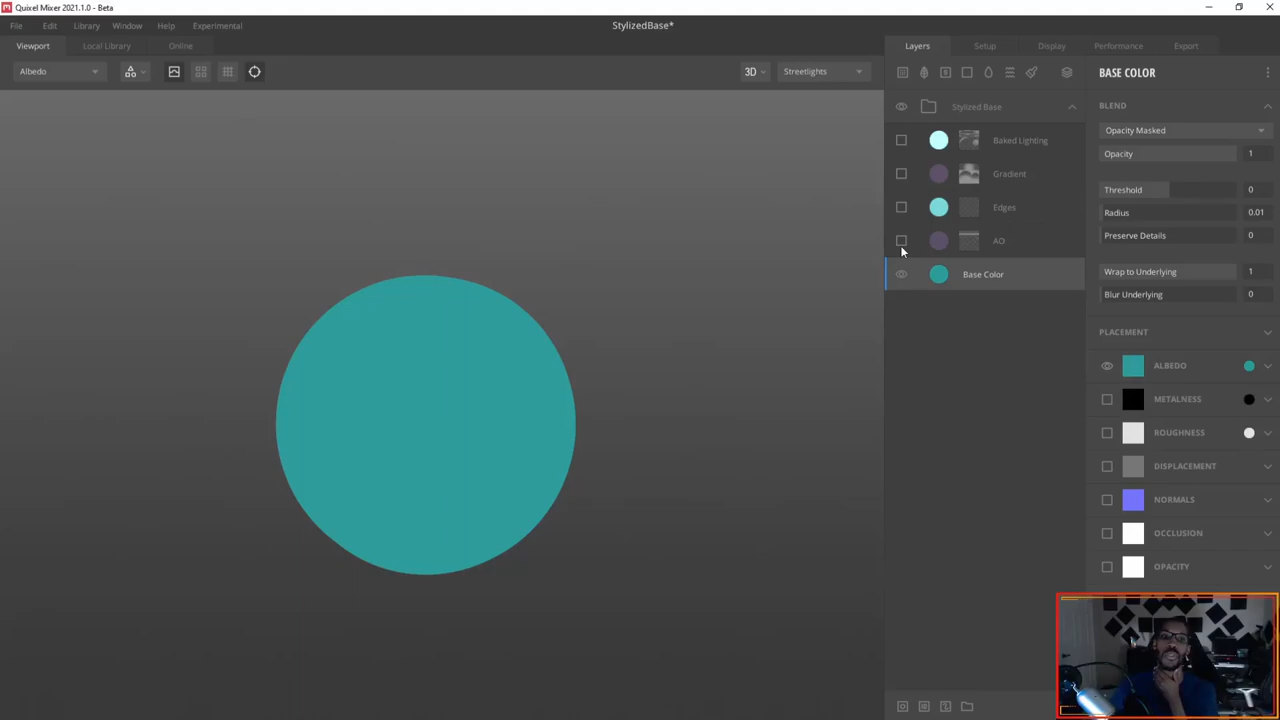 Quixel Mixer 2021.1.0 - Beta
File Edit Library Window Help Experimental
StylizedBase*
Viewport Local Library Online
Layers Setup Display Performance Export
Albedo
3D
Streetlights
BASE COLOR
Stylized Base
BLEND
Opacity Masked
Baked Lighting
Opacity 1
Gradient
Threshold 0
Edges
Radius 0.01
Preserve Details 0
AO
Base Color
Wrap to Underlying 1
Blur Underlying 0
PLACEMENT
ALBEDO
METALNESS
ROUGHNESS
DISPLACEMENT
NORMALS
OCCLUSION
OPACITY